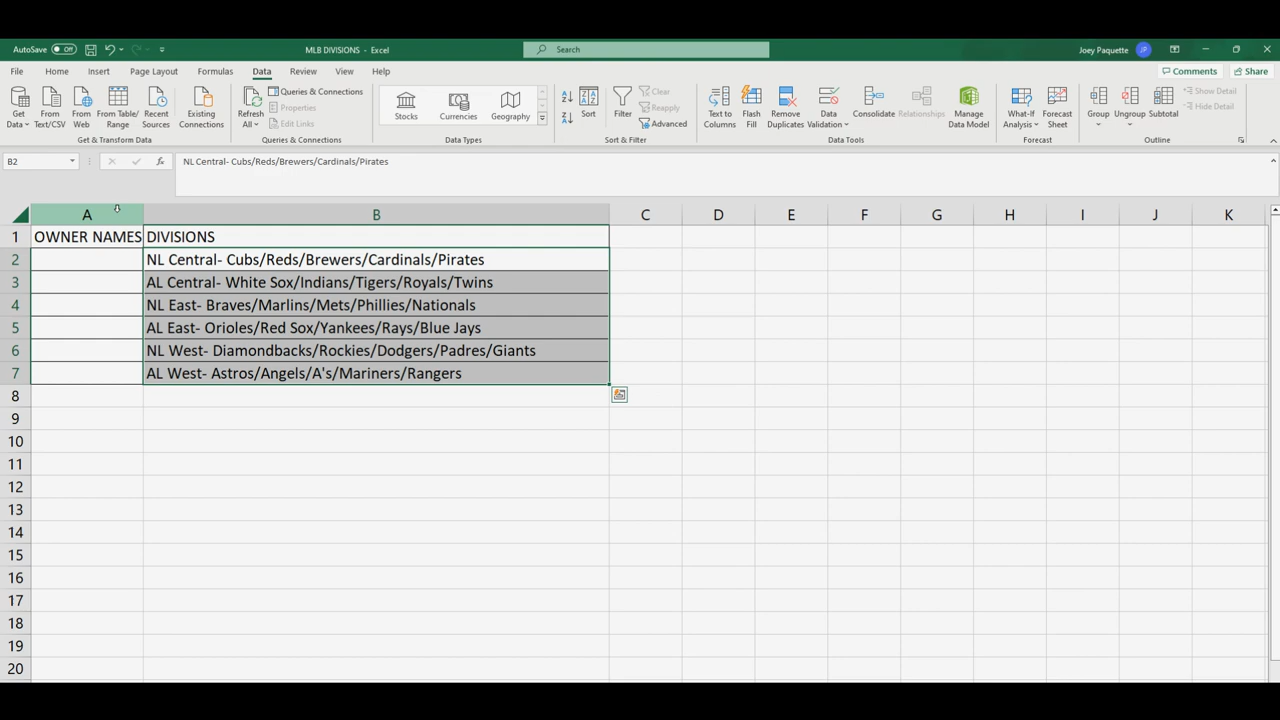 AutoSave Off MLB DIVISIONS - Excel Search Joey Paquette JP
File Home Insert Page Layout Formulas Data Review View Help Comments Share
Get Data From Text/CSV From Web From Table/Range Recent Sources Existing Connections
Get & Transform Data
Refresh All Queries & Connections Properties Edit Links
Queries & Connections
Stocks Currencies Geography
Data Types
Sort Filter Clear Reapply Advanced
Sort & Filter
Text to Columns Flash Fill Remove Duplicates Data Validation Consolidate Relationships Manage Data Model
Data Tools
What-If Analysis Forecast Sheet
Forecast
Group Ungroup Subtotal Show Detail Hide Detail
Outline
B2 fx NL Central- Cubs/Reds/Brewers/Cardinals/Pirates
A B C D E F G H I J K
1 OWNER NAMES DIVISIONS
2 NL Central- Cubs/Reds/Brewers/Cardinals/Pirates
3 AL Central- White Sox/Indians/Tigers/Royals/Twins
4 NL East- Braves/Marlins/Mets/Phillies/Nationals
5 AL East- Orioles/Red Sox/Yankees/Rays/Blue Jays
6 NL West- Diamondbacks/Rockies/Dodgers/Padres/Giants
7 AL West- Astros/Angels/A's/Mariners/Rangers
8
9
10
11
12
13
14
15
16
17
18
19
20